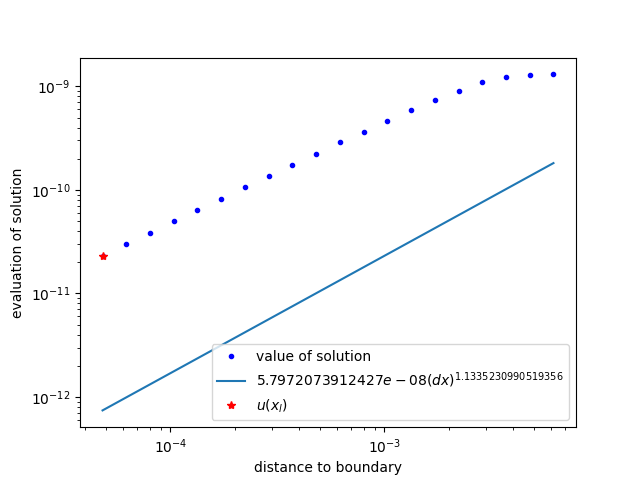 10⁻⁹
10⁻¹⁰
10⁻¹¹
10⁻¹²
evaluation of solution
value of solution
5.7972073912427e − 08(dx)^1.1335230990519356
u(x_l)
10⁻⁴
10⁻³
distance to boundary